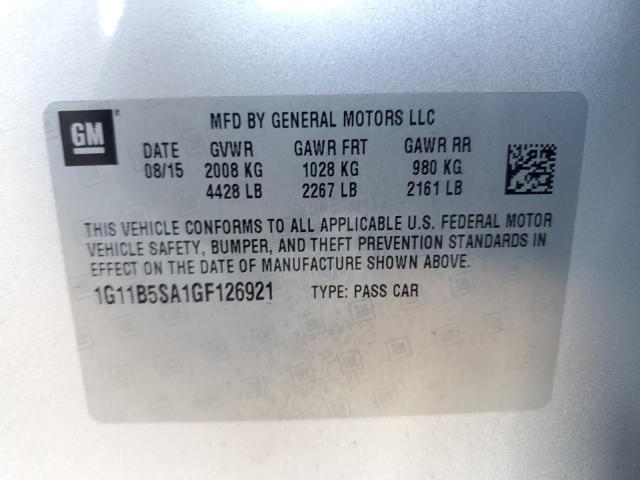 GM
MFD BY GENERAL MOTORS LLC
DATE GVWR GAWR FRT GAWR RR
08/15 2008 KG 1028 KG 980 KG
4428 LB 2267 LB 2161 LB
THIS VEHICLE CONFORMS TO ALL APPLICABLE U.S. FEDERAL MOTOR
VEHICLE SAFETY, BUMPER, AND THEFT PREVENTION STANDARDS IN
EFFECT ON THE DATE OF MANUFACTURE SHOWN ABOVE.
1G11B5SA1GF126921 TYPE: PASS CAR